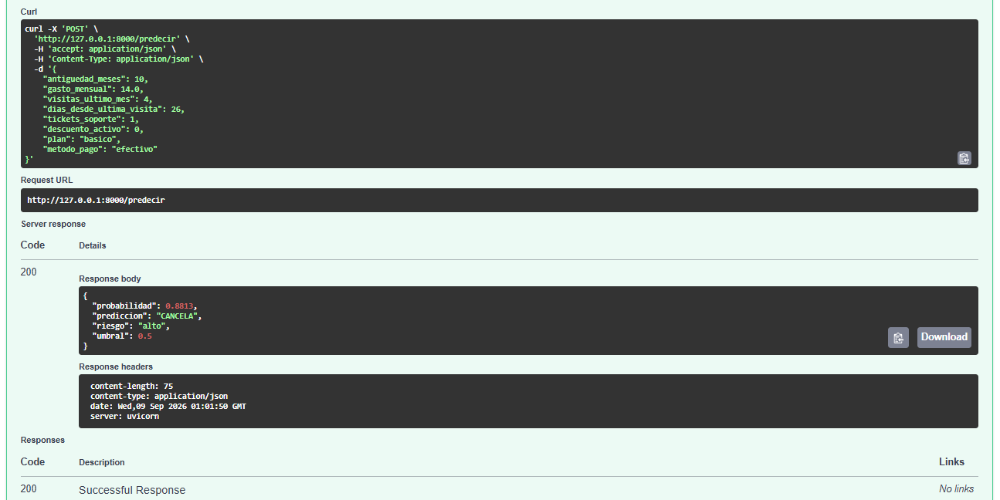 Curl
curl -X 'POST' \
  'http://127.0.0.1:8000/predecir' \
  -H 'accept: application/json' \
  -H 'Content-Type: application/json' \
  -d '{
    "antiguedad_meses": 10,
    "gasto_mensual": 14.0,
    "visitas_ultimo_mes": 4,
    "dias_desde_ultima_visita": 26,
    "tickets_soporte": 1,
    "descuento_activo": 0,
    "plan": "basico",
    "metodo_pago": "efectivo"
}'
Request URL
http://127.0.0.1:8000/predecir
Server response
Code Details
200
Response body
{
  "probabilidad": 0.8813,
  "prediccion": "CANCELA",
  "riesgo": "alto",
  "umbral": 0.5
}
Download
Response headers
content-length: 75
content-type: application/json
date: Wed,09 Sep 2026 01:01:50 GMT
server: uvicorn
Responses
Code Description Links
200 Successful Response No links